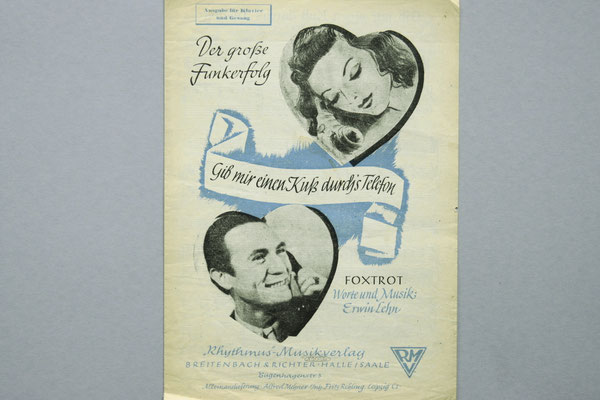 Ausgabe für Klavier
und Gesang
Der große
Funkerfolg
Gib mir einen Kuß durch's Telefon
FOXTROT
Worte und Musik:
Erwin Lehn
Rhythmus-Musikverlag
BREITENBACH & RICHTER · HALLE / SAALE
RMV